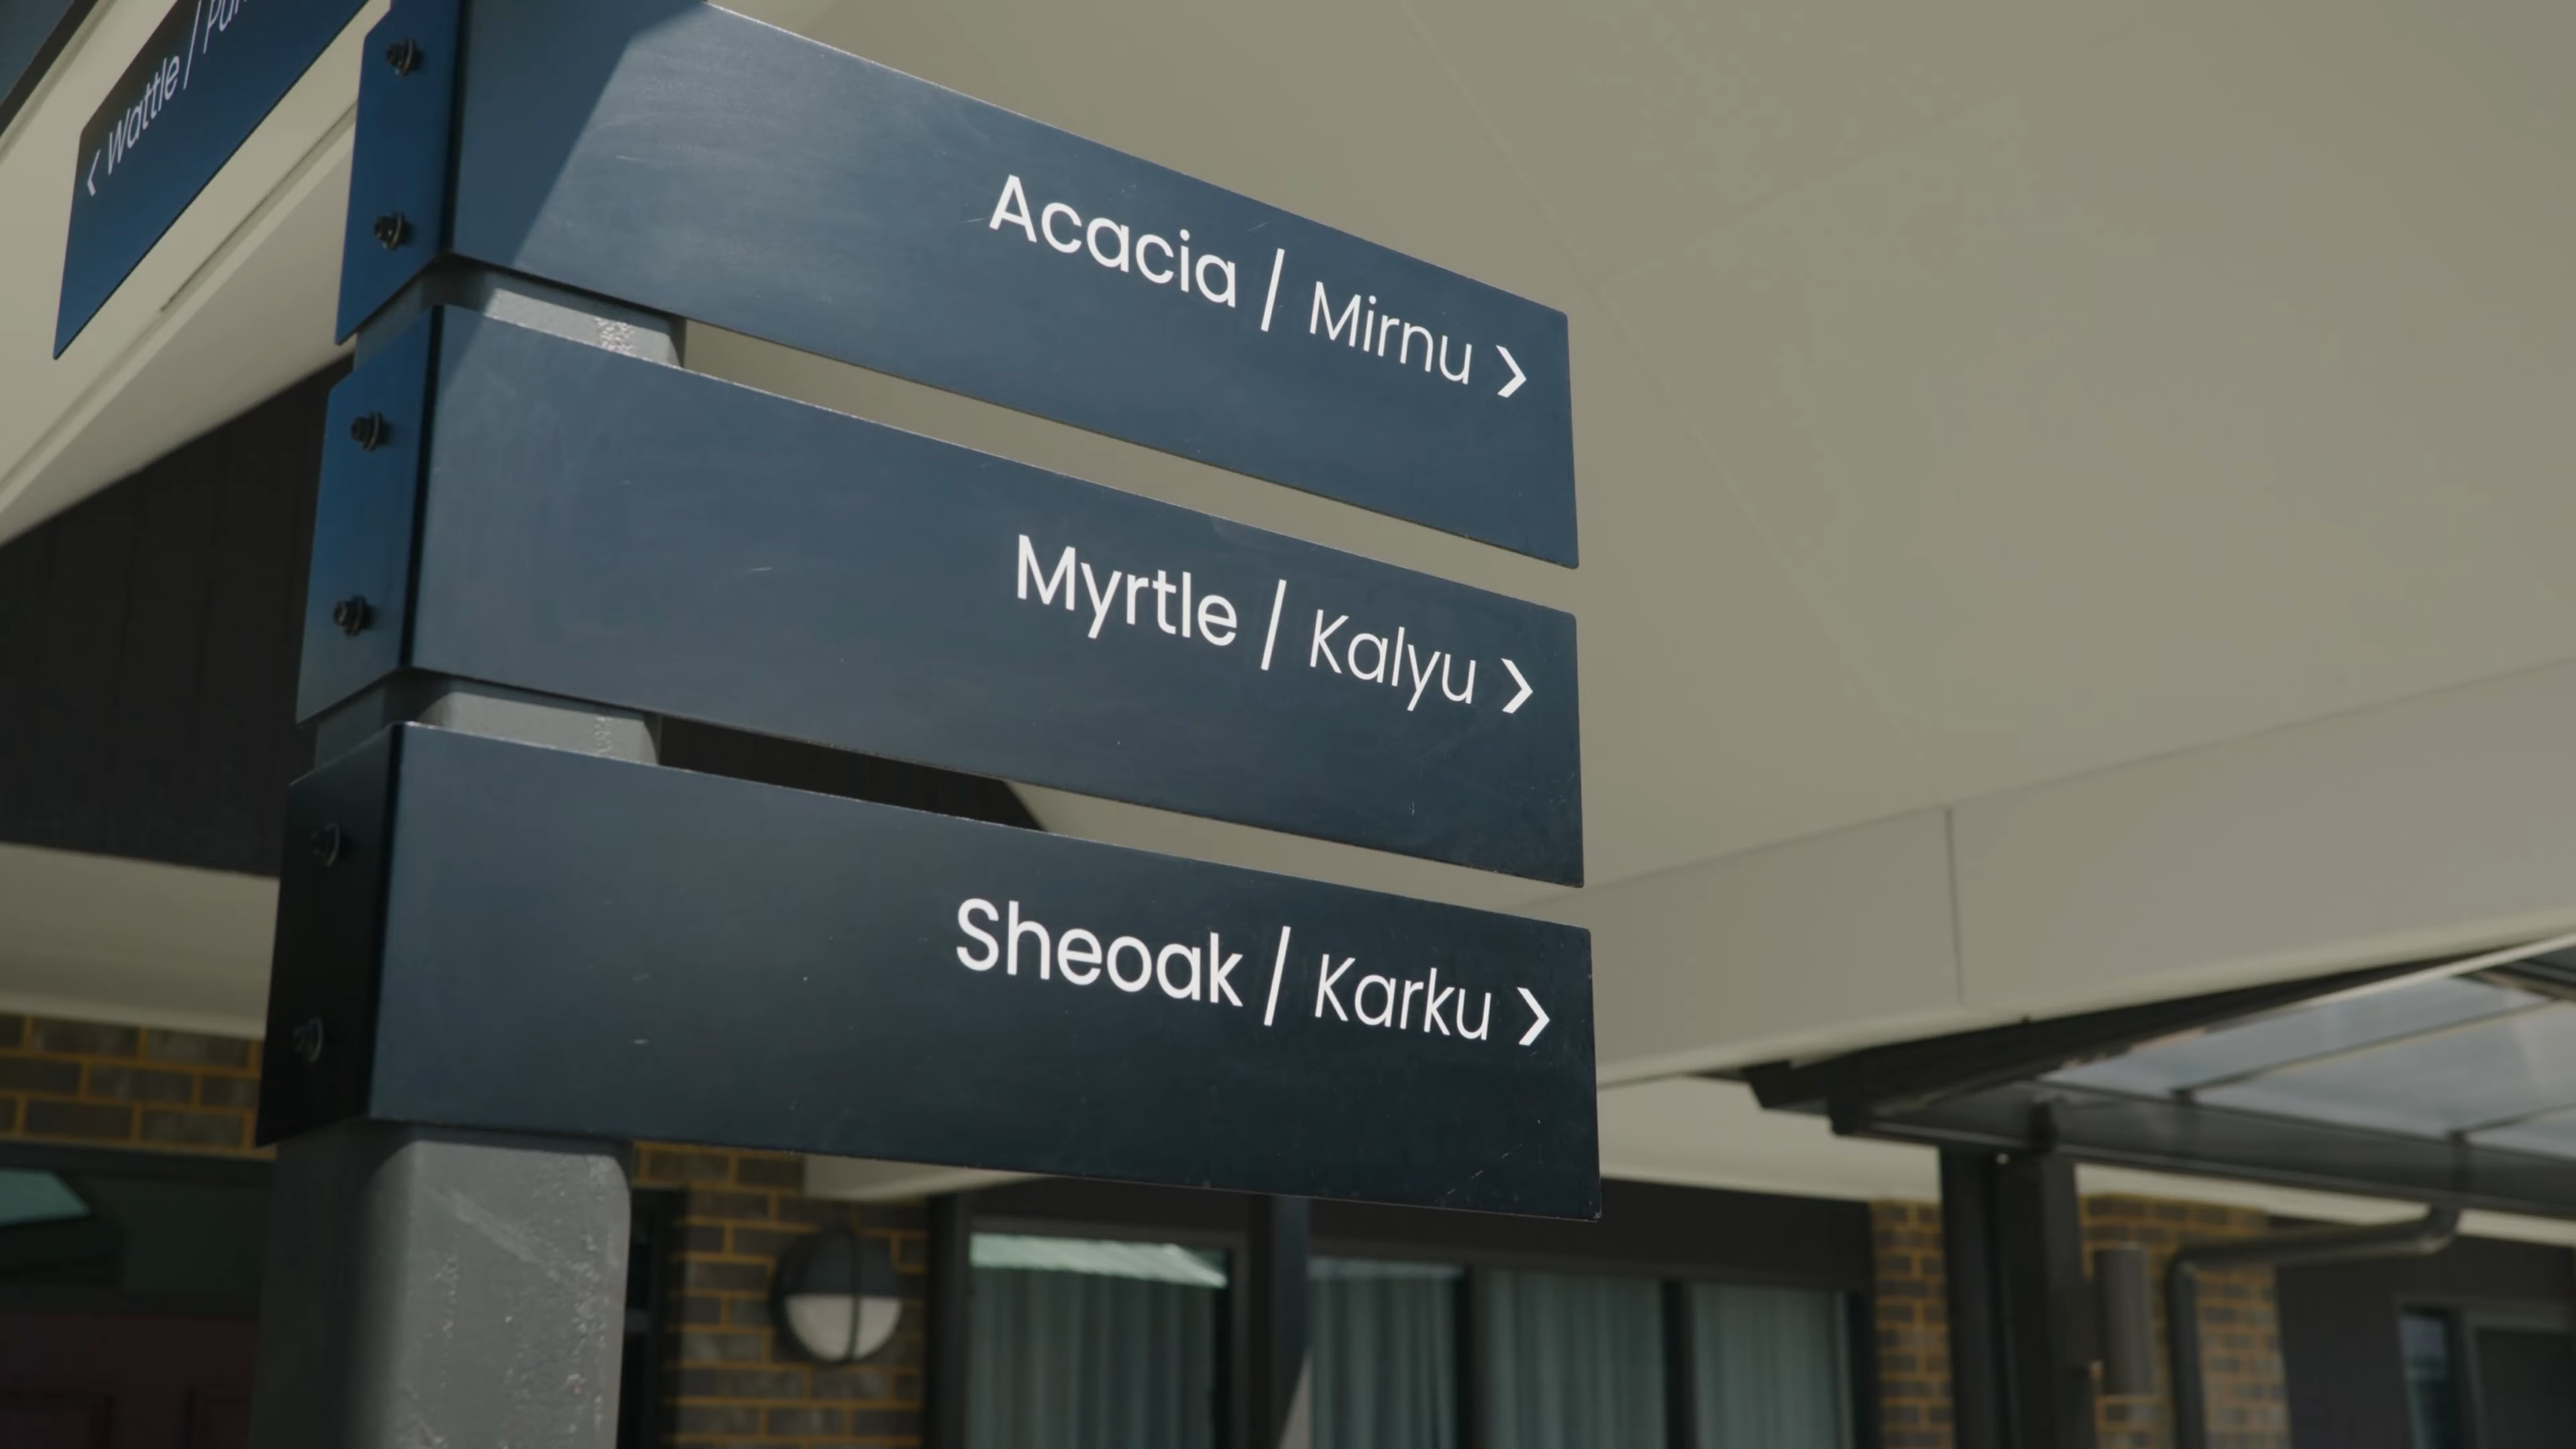 ‹ Wattle /
Acacia / Mirnu ›
Myrtle / Kalyu ›
Sheoak / Karku ›